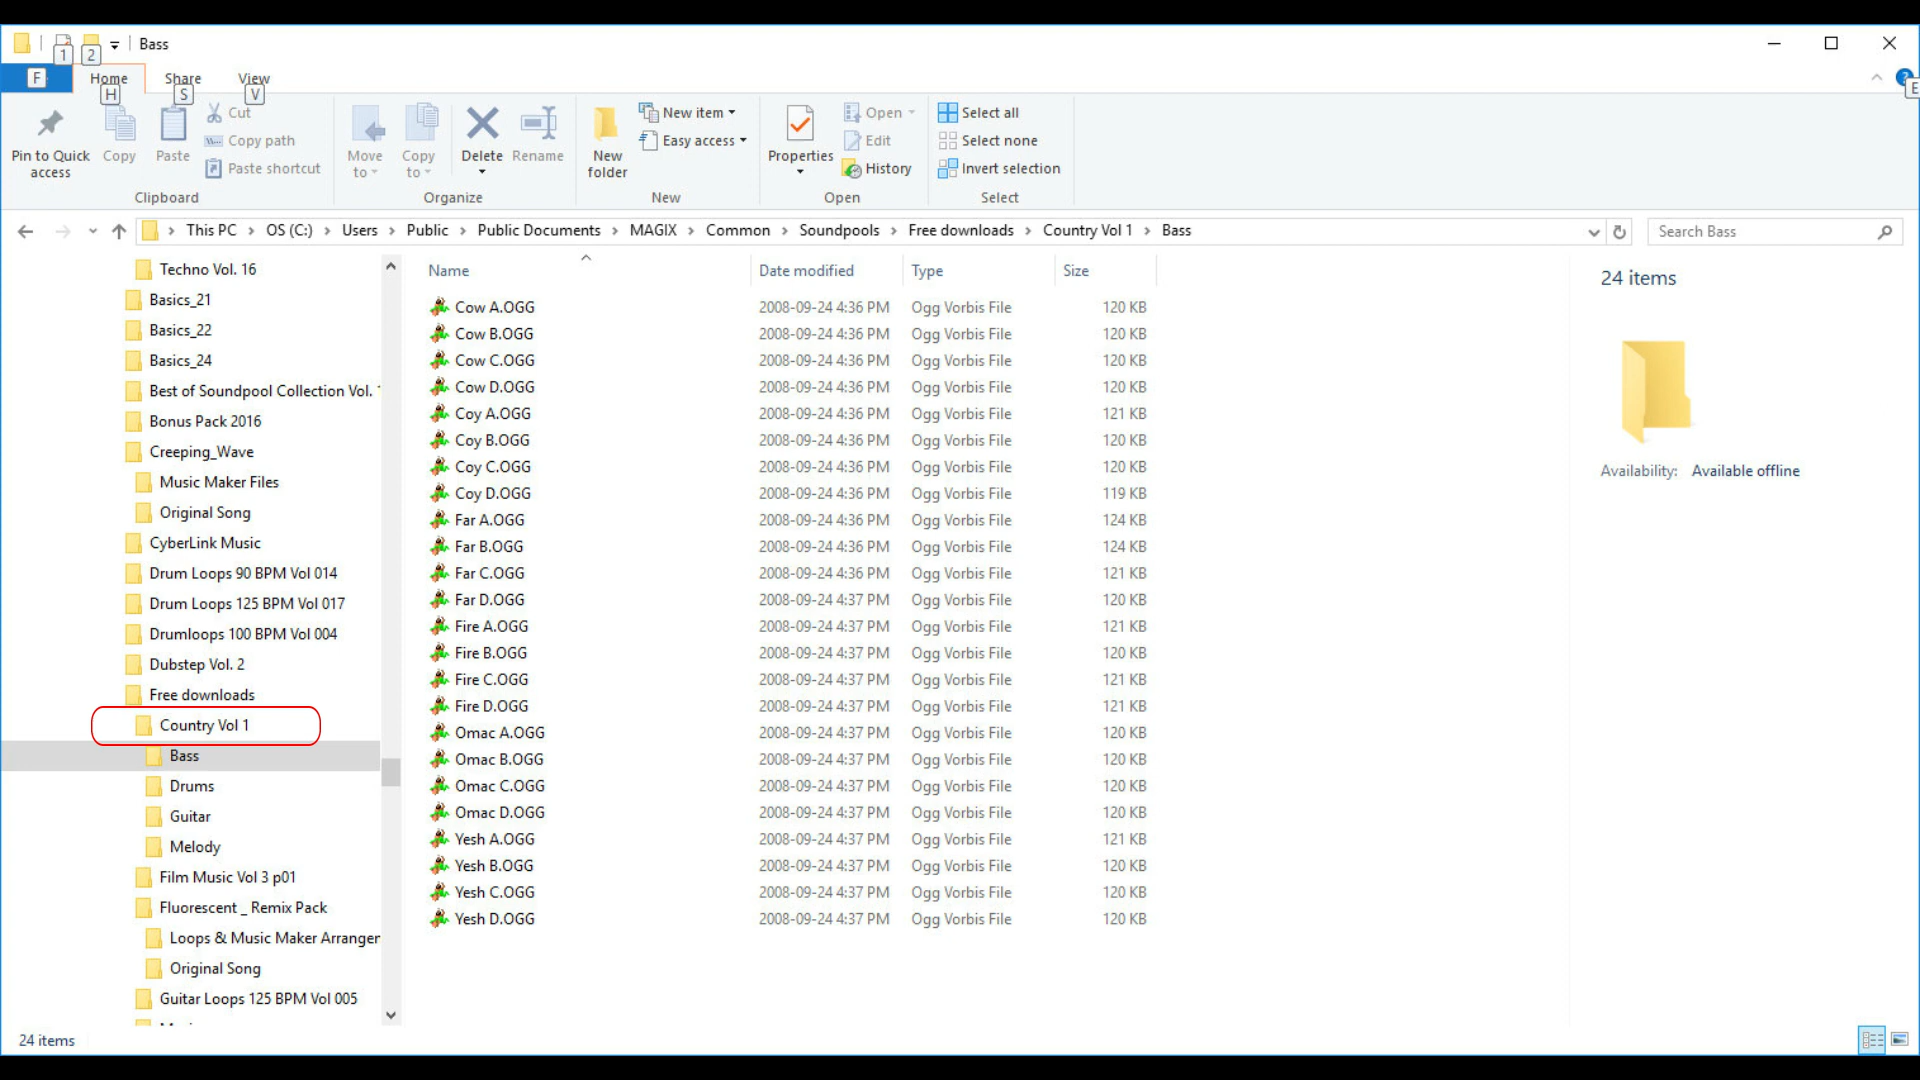 Bass
1 2
F Home Share View
H S V E
Pin to Quick access
Copy
Paste
Cut
Copy path
Paste shortcut
Clipboard
Move to
Copy to
Delete
Rename
Organize
New folder
New item
Easy access
New
Properties
Open
Edit
History
Open
Select all
Select none
Invert selection
Select
This PC > OS (C:) > Users > Public > Public Documents > MAGIX > Common > Soundpools > Free downloads > Country Vol 1 > Bass
Search Bass
Techno Vol. 16
Basics_21
Basics_22
Basics_24
Best of Soundpool Collection Vol.
Bonus Pack 2016
Creeping_Wave
Music Maker Files
Original Song
CyberLink Music
Drum Loops 90 BPM Vol 014
Drum Loops 125 BPM Vol 017
Drumloops 100 BPM Vol 004
Dubstep Vol. 2
Free downloads
Country Vol 1
Bass
Drums
Guitar
Melody
Film Music Vol 3 p01
Fluorescent _ Remix Pack
Loops & Music Maker Arranger
Original Song
Guitar Loops 125 BPM Vol 005
Name Date modified Type Size
Cow A.OGG 2008-09-24 4:36 PM Ogg Vorbis File 120 KB
Cow B.OGG 2008-09-24 4:36 PM Ogg Vorbis File 120 KB
Cow C.OGG 2008-09-24 4:36 PM Ogg Vorbis File 120 KB
Cow D.OGG 2008-09-24 4:36 PM Ogg Vorbis File 120 KB
Coy A.OGG 2008-09-24 4:36 PM Ogg Vorbis File 121 KB
Coy B.OGG 2008-09-24 4:36 PM Ogg Vorbis File 120 KB
Coy C.OGG 2008-09-24 4:36 PM Ogg Vorbis File 120 KB
Coy D.OGG 2008-09-24 4:36 PM Ogg Vorbis File 119 KB
Far A.OGG 2008-09-24 4:36 PM Ogg Vorbis File 124 KB
Far B.OGG 2008-09-24 4:36 PM Ogg Vorbis File 124 KB
Far C.OGG 2008-09-24 4:36 PM Ogg Vorbis File 121 KB
Far D.OGG 2008-09-24 4:37 PM Ogg Vorbis File 120 KB
Fire A.OGG 2008-09-24 4:37 PM Ogg Vorbis File 121 KB
Fire B.OGG 2008-09-24 4:37 PM Ogg Vorbis File 120 KB
Fire C.OGG 2008-09-24 4:37 PM Ogg Vorbis File 121 KB
Fire D.OGG 2008-09-24 4:37 PM Ogg Vorbis File 121 KB
Omac A.OGG 2008-09-24 4:37 PM Ogg Vorbis File 120 KB
Omac B.OGG 2008-09-24 4:37 PM Ogg Vorbis File 120 KB
Omac C.OGG 2008-09-24 4:37 PM Ogg Vorbis File 120 KB
Omac D.OGG 2008-09-24 4:37 PM Ogg Vorbis File 120 KB
Yesh A.OGG 2008-09-24 4:37 PM Ogg Vorbis File 121 KB
Yesh B.OGG 2008-09-24 4:37 PM Ogg Vorbis File 120 KB
Yesh C.OGG 2008-09-24 4:37 PM Ogg Vorbis File 120 KB
Yesh D.OGG 2008-09-24 4:37 PM Ogg Vorbis File 120 KB
24 items
Availability: Available offline
24 items